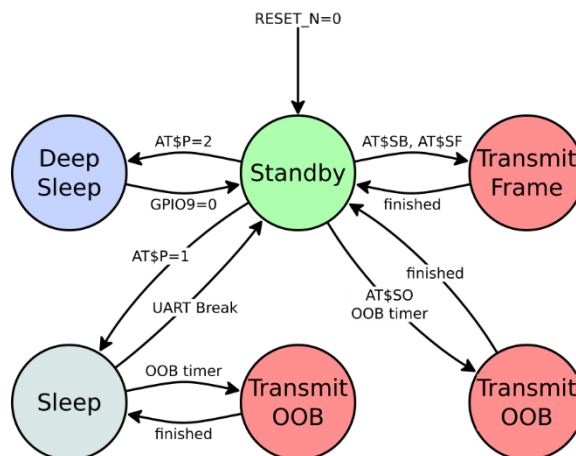 RESET_N=0
Deep
Sleep
AT$P=2
GPIO9=0
Standby
AT$SB, AT$SF
finished
Transmit
Frame
AT$P=1
UART Break
AT$SO
OOB timer
finished
Sleep
OOB timer
finished
Transmit
OOB
Transmit
OOB